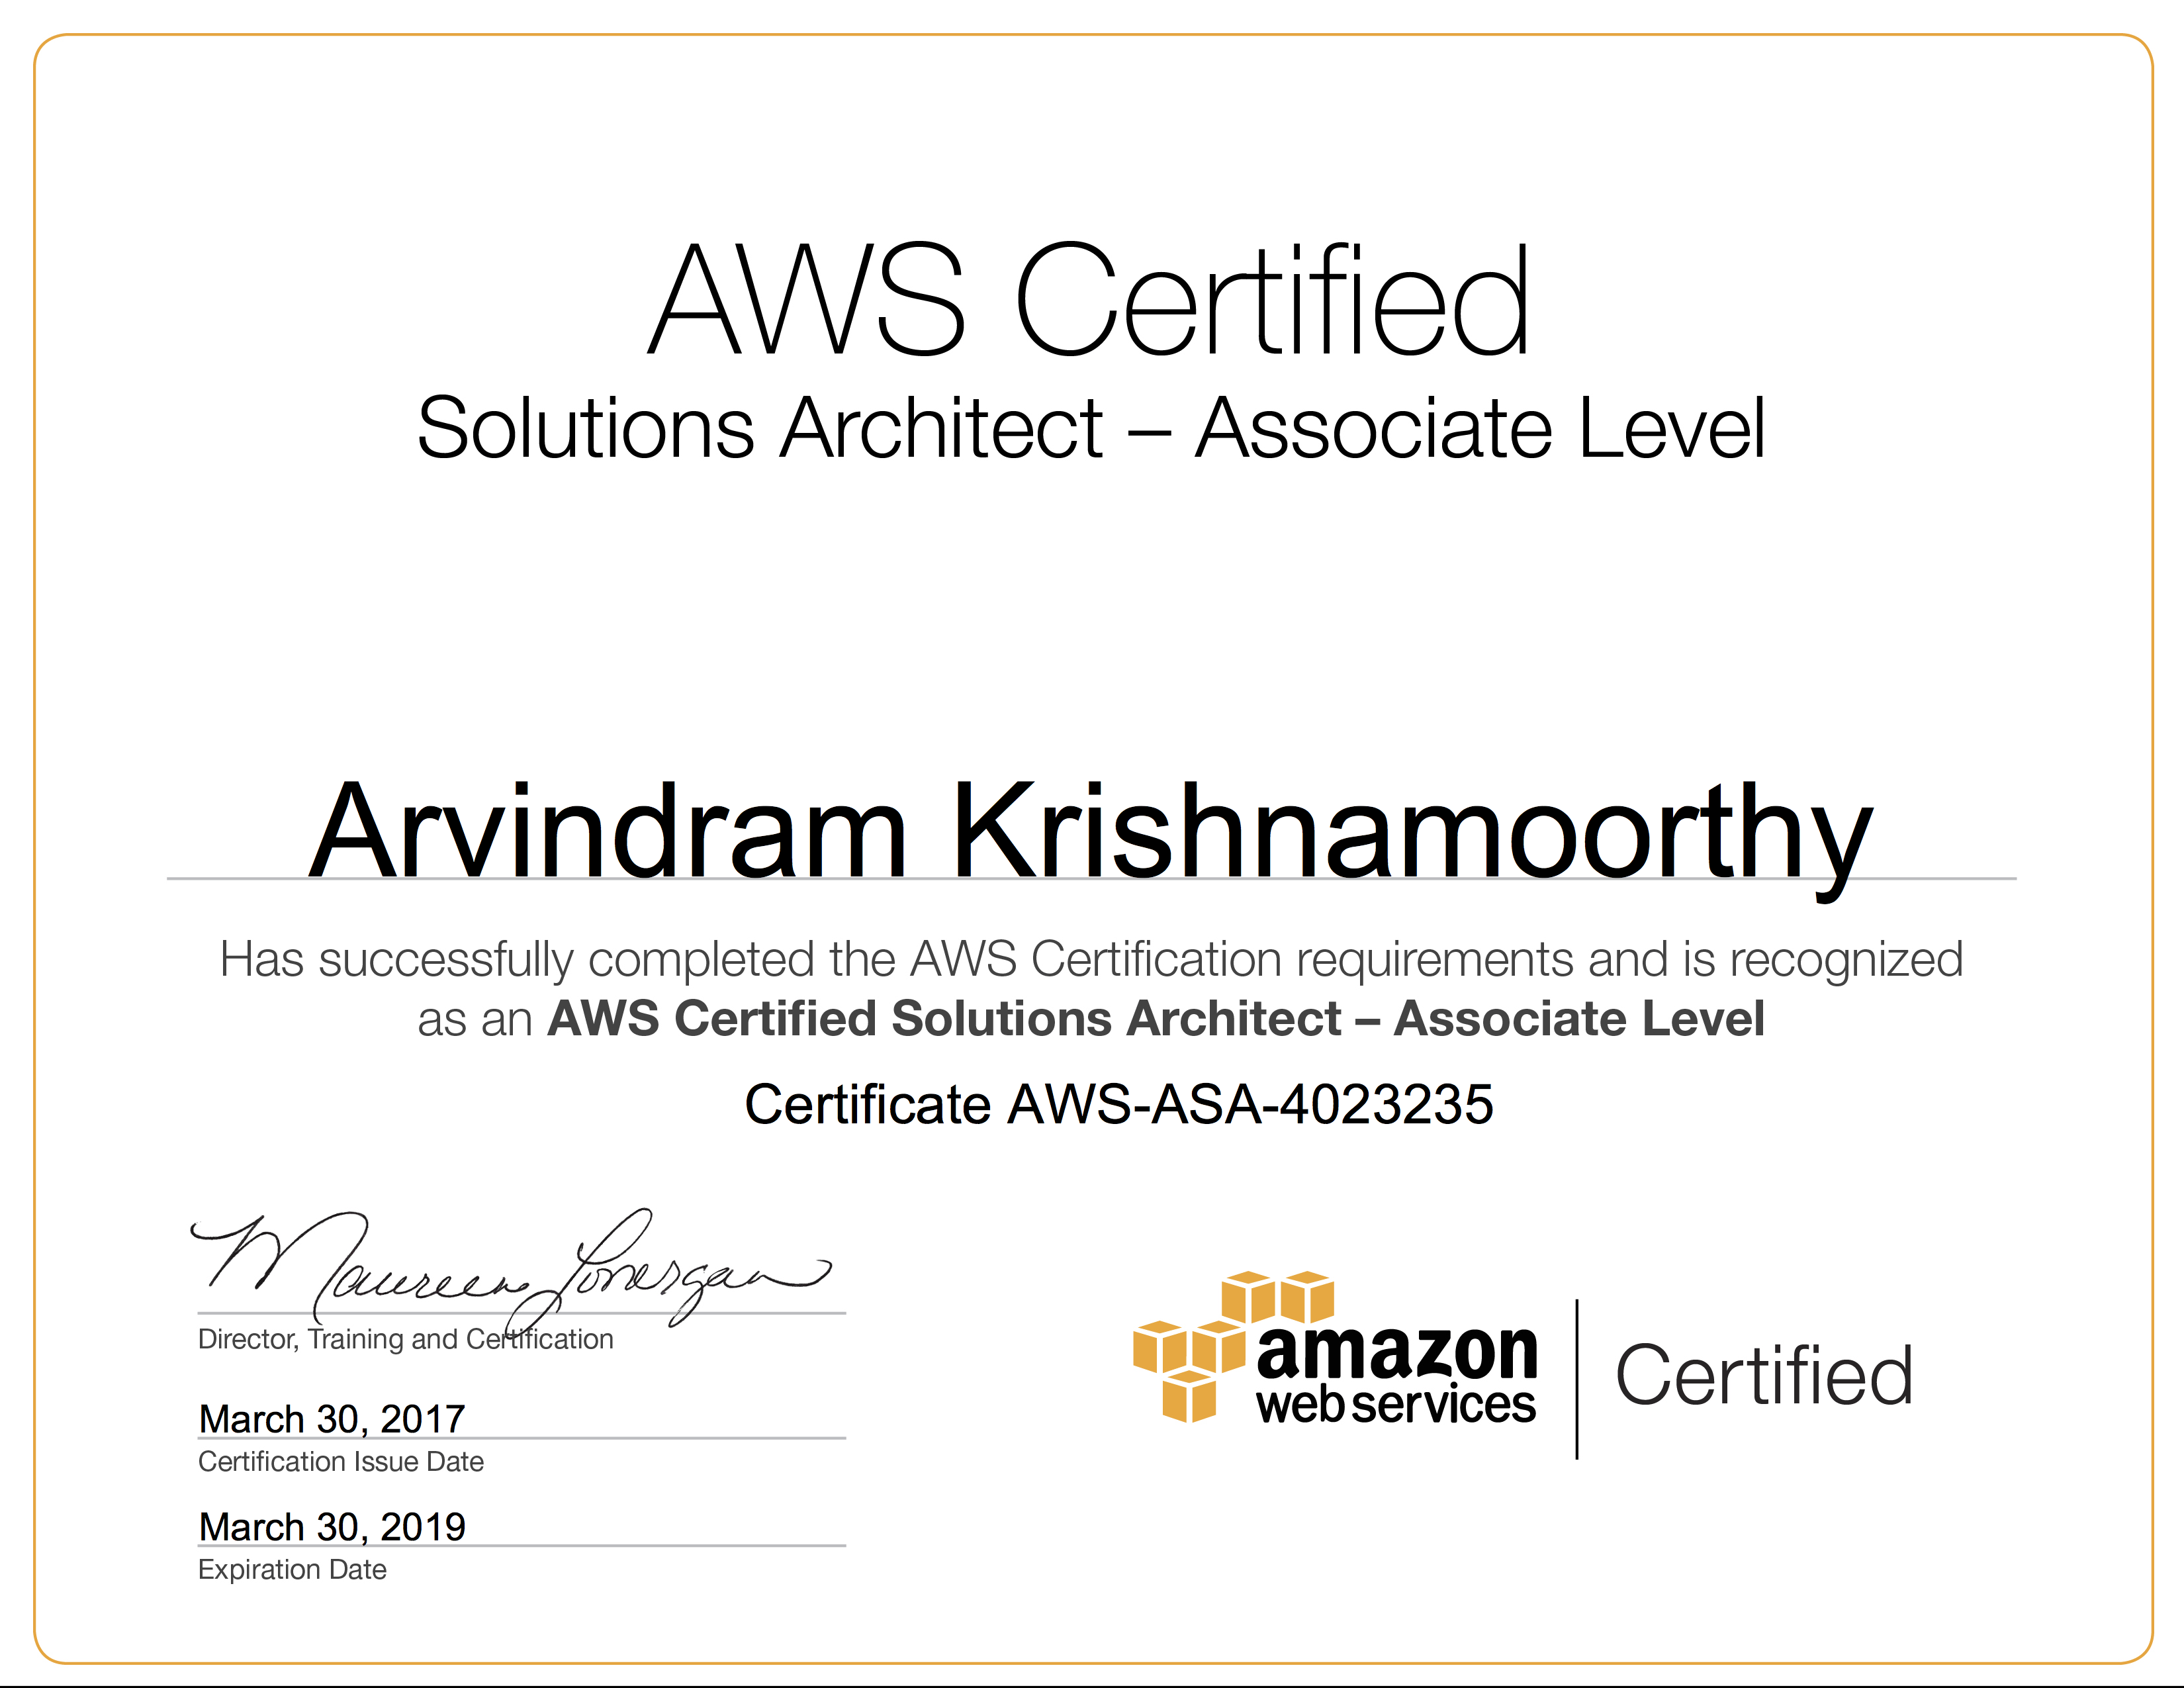 AWS Certified
Solutions Architect – Associate Level
Arvindram Krishnamoorthy
Has successfully completed the AWS Certification requirements and is recognized
as an AWS Certified Solutions Architect – Associate Level
Certificate AWS-ASA-4023235
Maureen Lonergan
Director, Training and Certification
March 30, 2017
Certification Issue Date
March 30, 2019
Expiration Date
amazon
web services
Certified